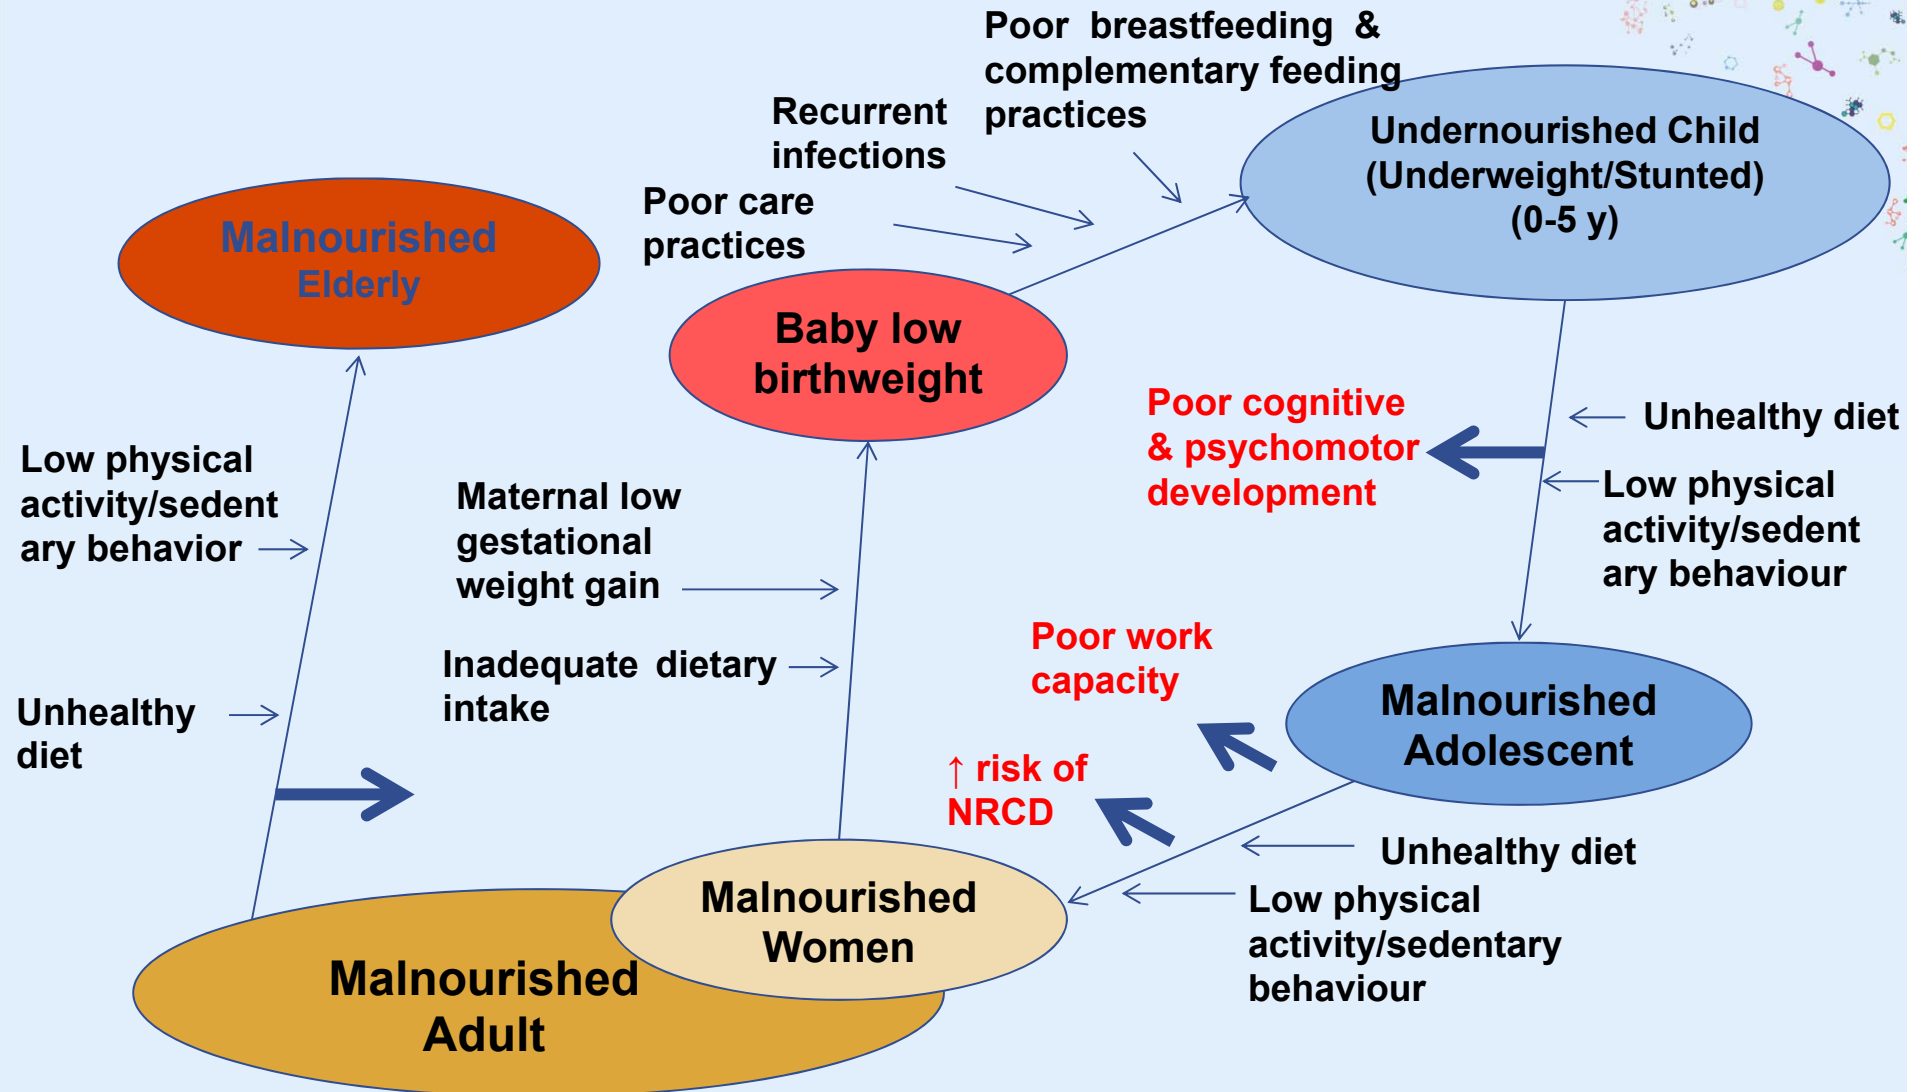 Poor breastfeeding &
complementary feeding
practices
Recurrent
infections
Poor care
practices
Undernourished Child
(Underweight/Stunted)
(0-5 y)
Malnourished
Elderly
Baby low
birthweight
Poor cognitive
& psychomotor
development
Unhealthy diet
Low physical
activity/sedent
ary behaviour
Low physical
activity/sedent
ary behavior
Maternal low
gestational
weight gain
Inadequate dietary
intake
Unhealthy
diet
Poor work
capacity
↑ risk of
NRCD
Malnourished
Adolescent
Unhealthy diet
Low physical
activity/sedentary
behaviour
Malnourished
Women
Malnourished
Adult